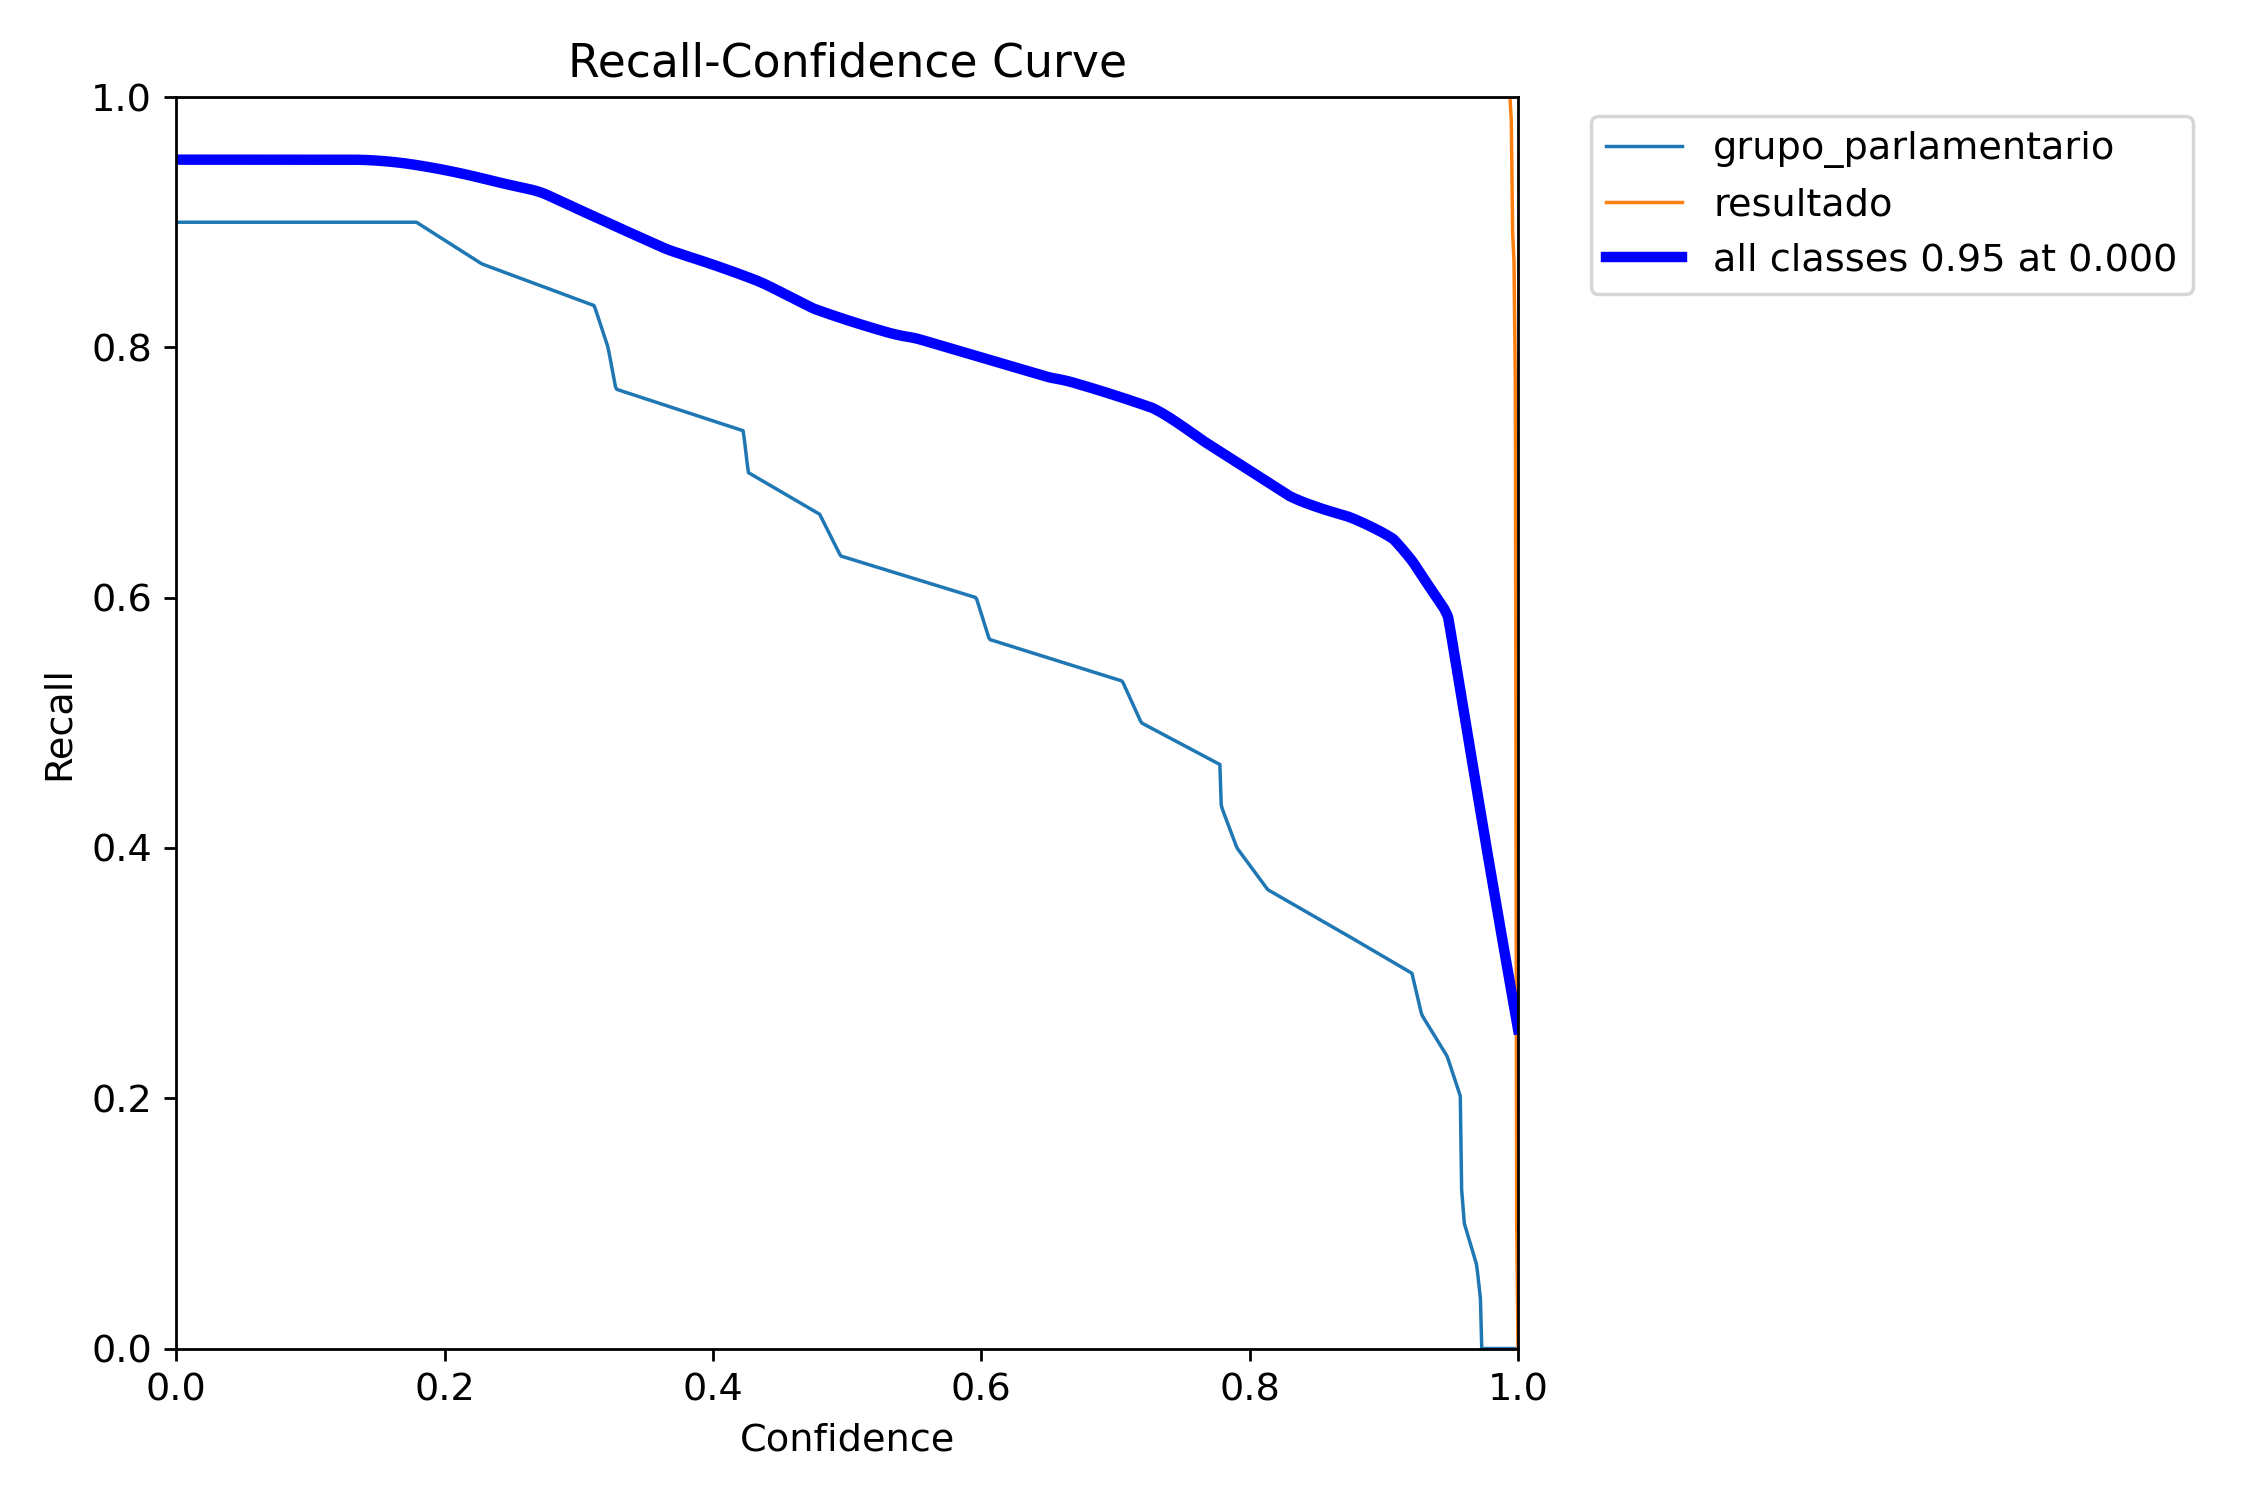 Recall-Confidence Curve
1.0
0.8
0.6
0.4
0.2
0.0
Recall
0.0 0.2 0.4 0.6 0.8 1.0
Confidence
grupo_parlamentario
resultado
all classes 0.95 at 0.000